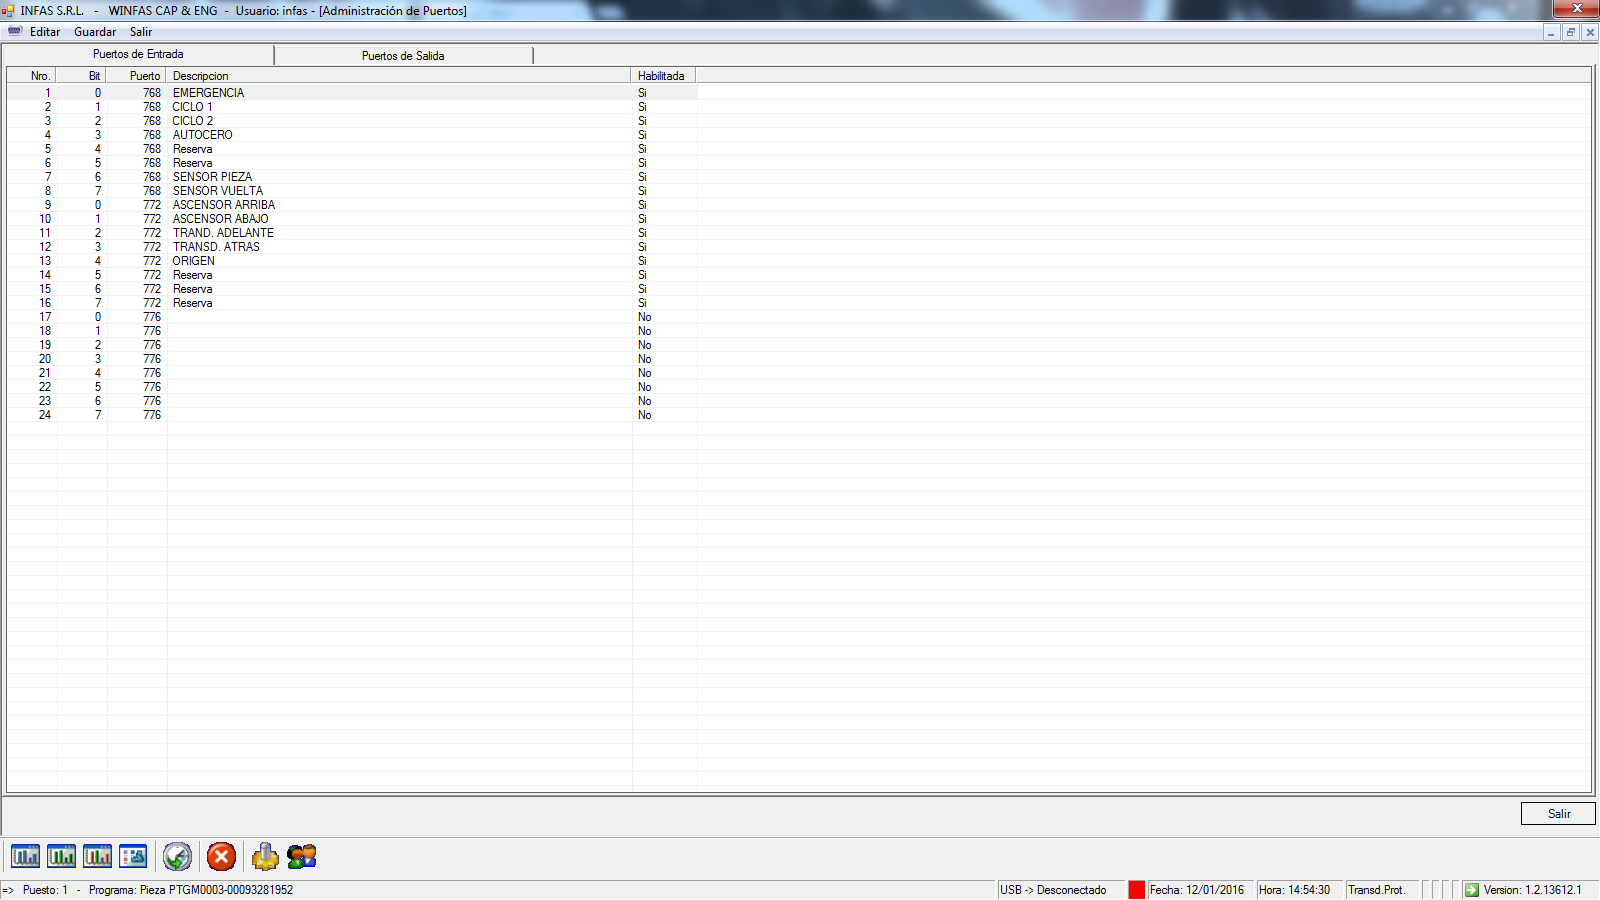 INFAS S.R.L.   -   WINFAS CAP & ENG  -  Usuario: infas - [Administración de Puertos]
Editar   Guardar   Salir
Puertos de Entrada   Puertos de Salida
Nro.   Bit   Puerto   Descripcion   Habilitada
1   0   768   EMERGENCIA   Si
2   1   768   CICLO 1   Si
3   2   768   CICLO 2   Si
4   3   768   AUTOCERO   Si
5   4   768   Reserva   Si
6   5   768   Reserva   Si
7   6   768   SENSOR PIEZA   Si
8   7   768   SENSOR VUELTA   Si
9   0   772   ASCENSOR ARRIBA   Si
10   1   772   ASCENSOR ABAJO   Si
11   2   772   TRAND. ADELANTE   Si
12   3   772   TRANSD. ATRAS   Si
13   4   772   ORIGEN   Si
14   5   772   Reserva   Si
15   6   772   Reserva   Si
16   7   772   Reserva   Si
17   0   776   No
18   1   776   No
19   2   776   No
20   3   776   No
21   4   776   No
22   5   776   No
23   6   776   No
24   7   776   No
Salir
=>   Puesto: 1   -   Programa: Pieza PTGM0003-00093281952   USB -> Desconectado   Fecha: 12/01/2016   Hora: 14:54:30   Transd.Prot.   Version: 1.2.13612.1